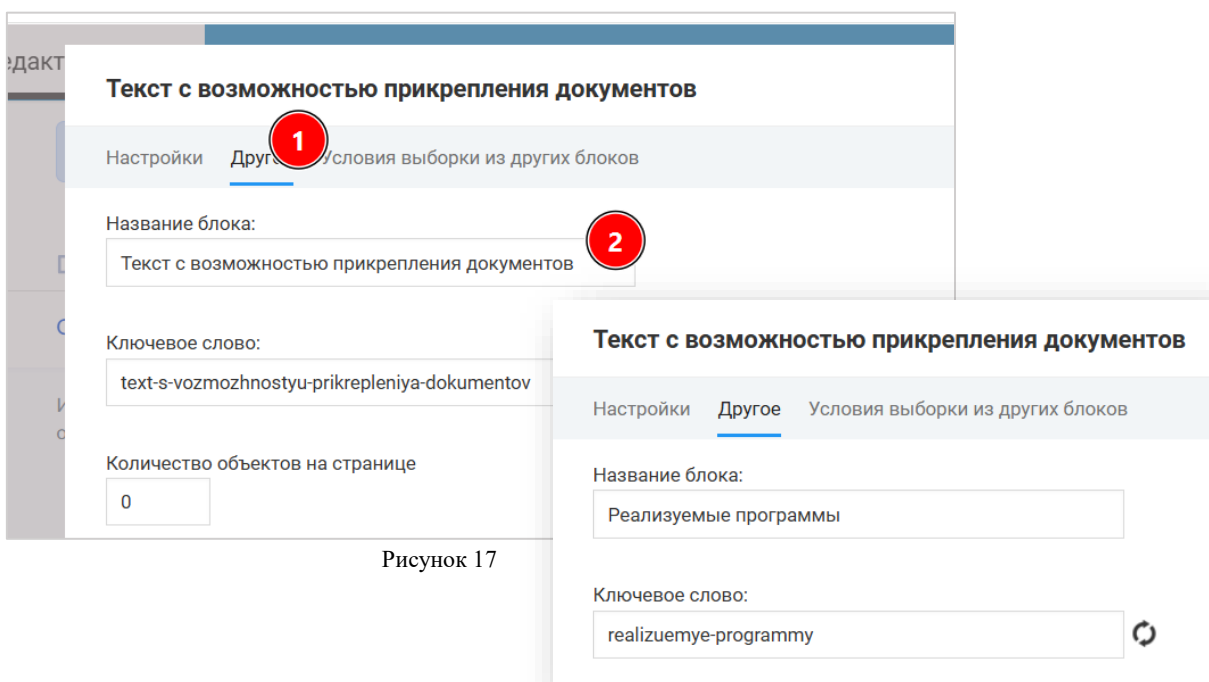 едакт
Текст с возможностью прикрепления документов
1
Настройки Другое Условия выборки из других блоков
Название блока:
2
Текст с возможностью прикрепления документов
Ключевое слово:
text-s-vozmozhnostyu-prikrepleniya-dokumentov
Количество объектов на странице
0
Рисунок 17
Текст с возможностью прикрепления документов
Настройки Другое Условия выборки из других блоков
Название блока:
Реализуемые программы
Ключевое слово:
realizuemye-programmy